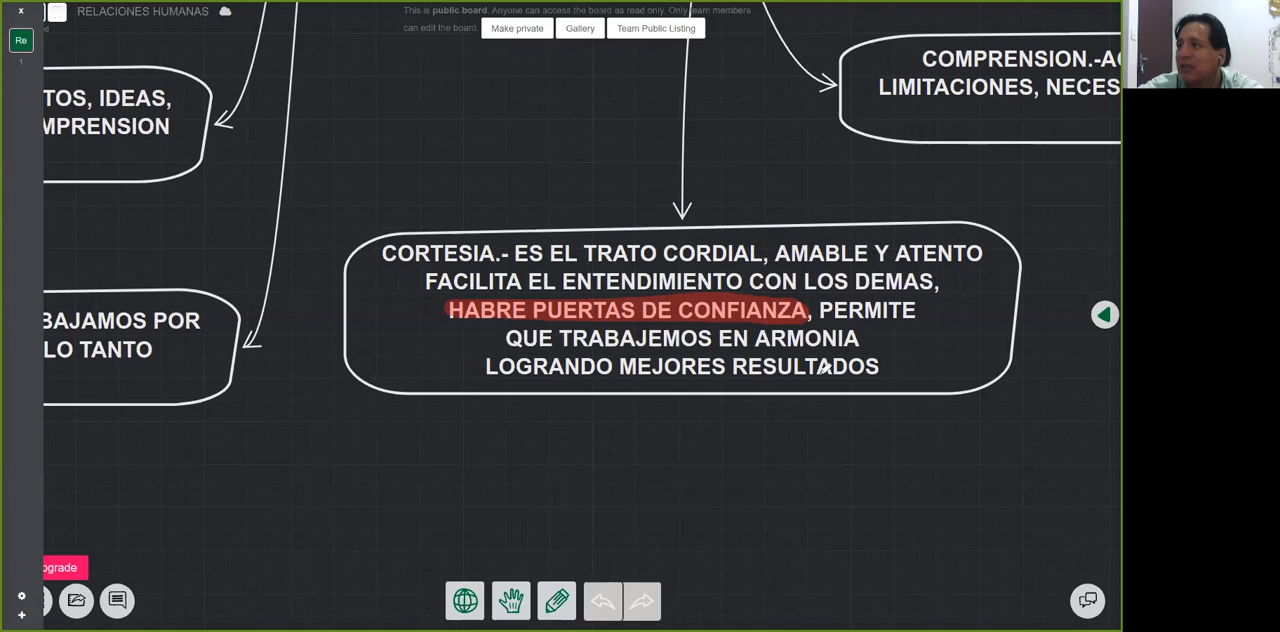 x
RELACIONES HUMANAS
This is public board. Anyone can access the board as read only. Only team members
can edit the board
Make private
Gallery
Team Public Listing
Re
1
TOS, IDEAS,
MPRENSION
COMPRENSION.-AC
LIMITACIONES, NECES
BAJAMOS POR
LO TANTO
CORTESIA.- ES EL TRATO CORDIAL, AMABLE Y ATENTO
FACILITA EL ENTENDIMIENTO CON LOS DEMAS,
HABRE PUERTAS DE CONFIANZA, PERMITE
QUE TRABAJEMOS EN ARMONIA
LOGRANDO MEJORES RESULTADOS
pgrade